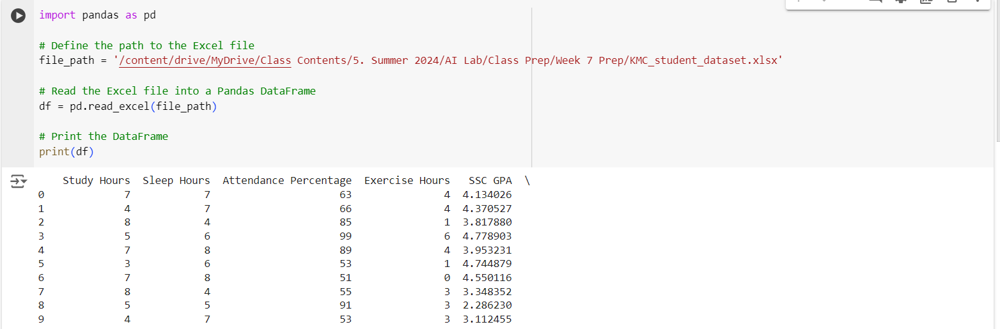 import pandas as pd
# Define the path to the Excel file
file_path = '/content/drive/MyDrive/Class Contents/5. Summer 2024/AI Lab/Class Prep/Week 7 Prep/KMC_student_dataset.xlsx'
# Read the Excel file into a Pandas DataFrame
df = pd.read_excel(file_path)
# Print the DataFrame
print(df)
Study Hours  Sleep Hours  Attendance Percentage  Exercise Hours   SSC GPA  \
0 7 7 63 4 4.134026
1 4 7 66 4 4.370527
2 8 4 85 1 3.817880
3 5 6 99 6 4.778903
4 7 8 89 4 3.953231
5 3 6 53 1 4.744879
6 7 8 51 0 4.550116
7 8 4 55 3 3.348352
8 5 5 91 3 2.286230
9 4 7 53 3 3.112455